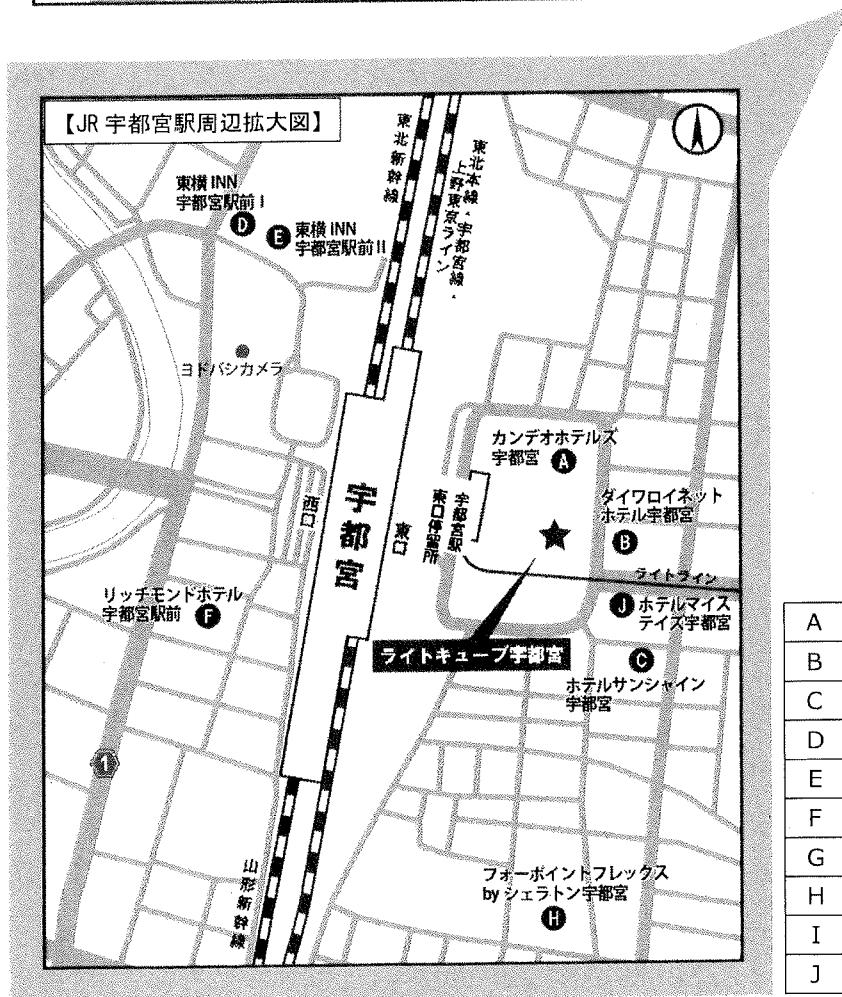 【JR 宇都宮駅周辺拡大図】
東北新幹線
東北本線・宇都宮線・
上野東京ライン
東横 INN
宇都宮駅前 I
D
E
東横 INN
宇都宮駅前 II
ヨドバシカメラ
カンデオホテルズ
宇都宮
A
ダイワロイネット
ホテル宇都宮
B
宇都宮
西口
東口
宇都宮駅
東口停留所
ライトライン
リッチモンドホテル
宇都宮駅前
F
J
ホテルマイス
テイズ宇都宮
ライトキューブ宇都宮
C
ホテルサンシャイン
宇都宮
1
山形新幹線
フォーポイントフレックス
by シェラトン宇都宮
H
A
B
C
D
E
F
G
H
I
J